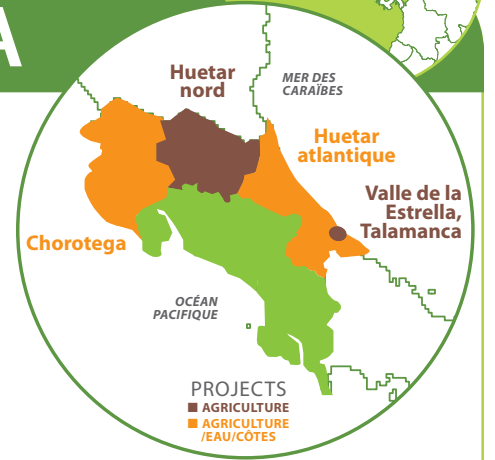 A
Huetar
nord
MER DES
CARAÏBES
Huetar
atlantique
Valle de la
Estrella,
Talamanca
Chorotega
OCÉAN
PACIFIQUE
PROJECTS
AGRICULTURE
AGRICULTURE
/EAU/CÔTES